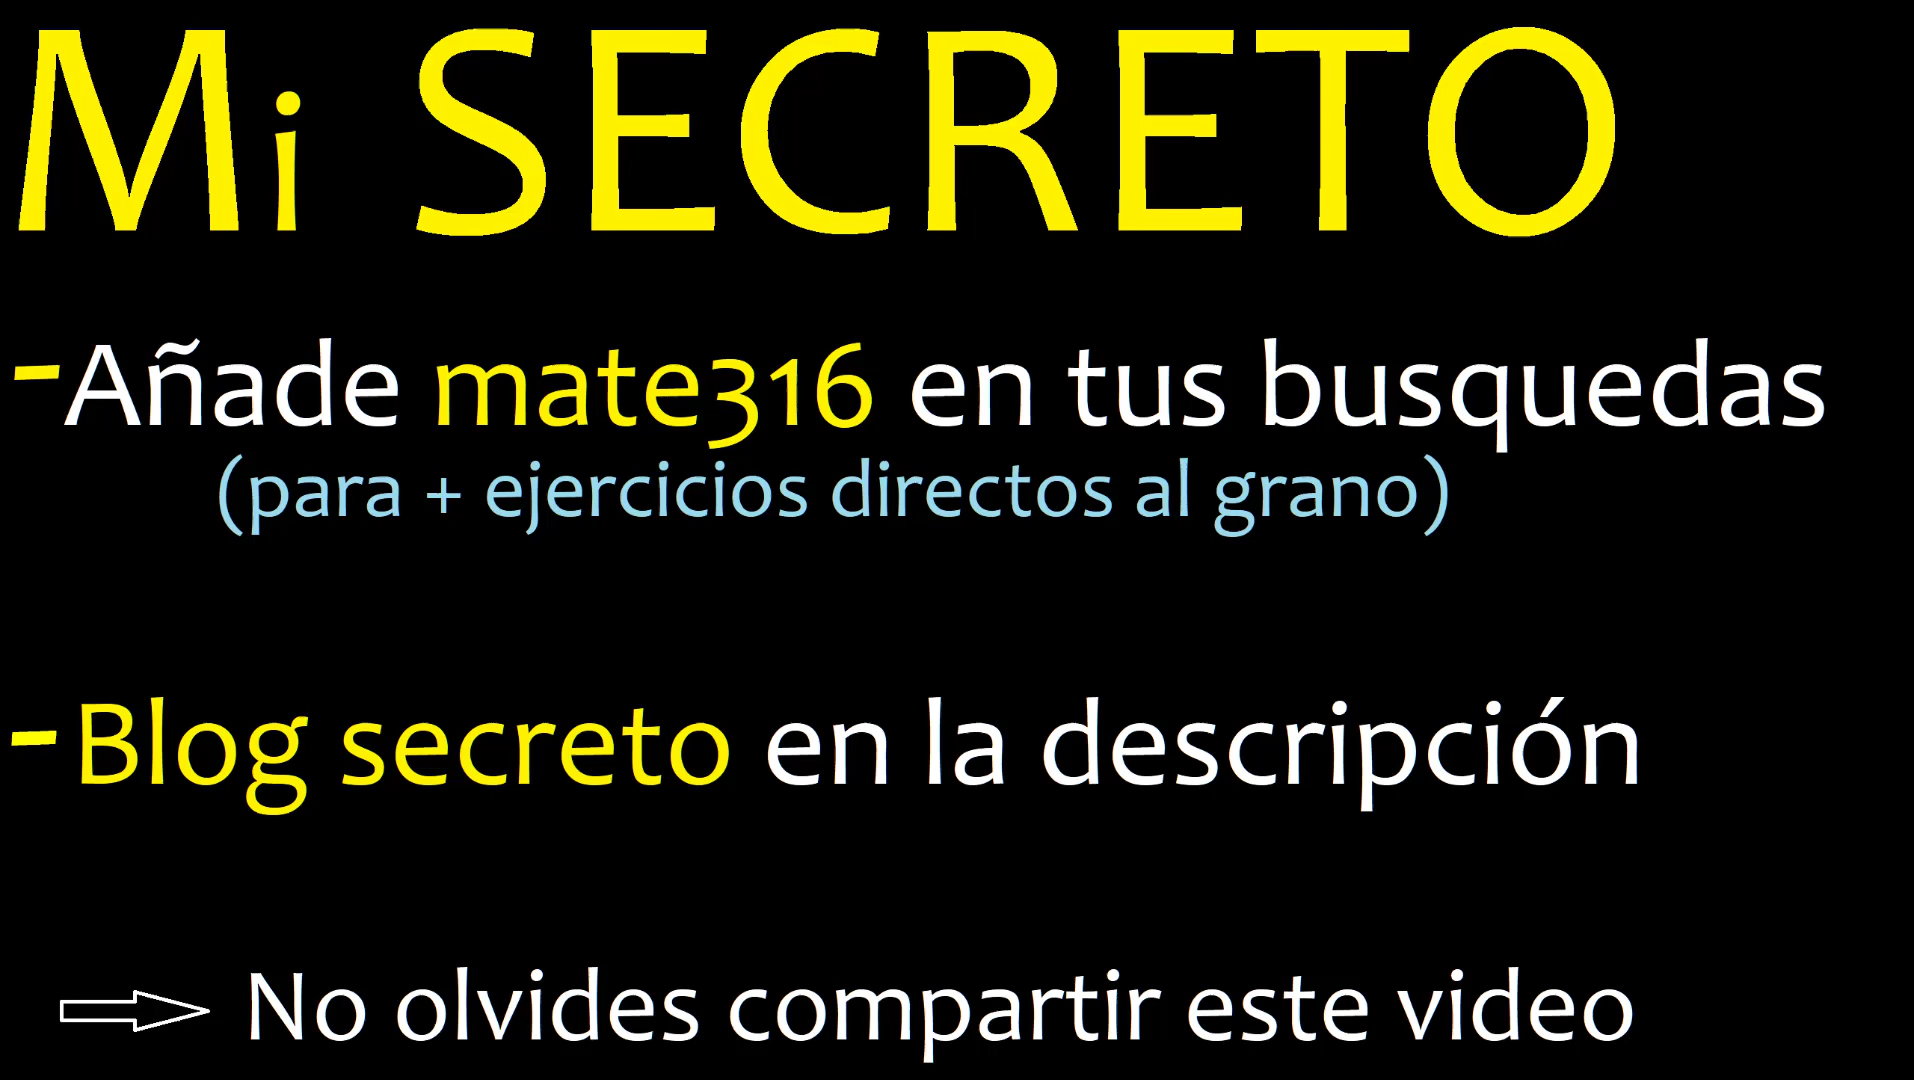 Mi SECRETO
-Añade mate316 en tus busquedas
(para + ejercicios directos al grano)
-Blog secreto en la descripción
No olvides compartir este video